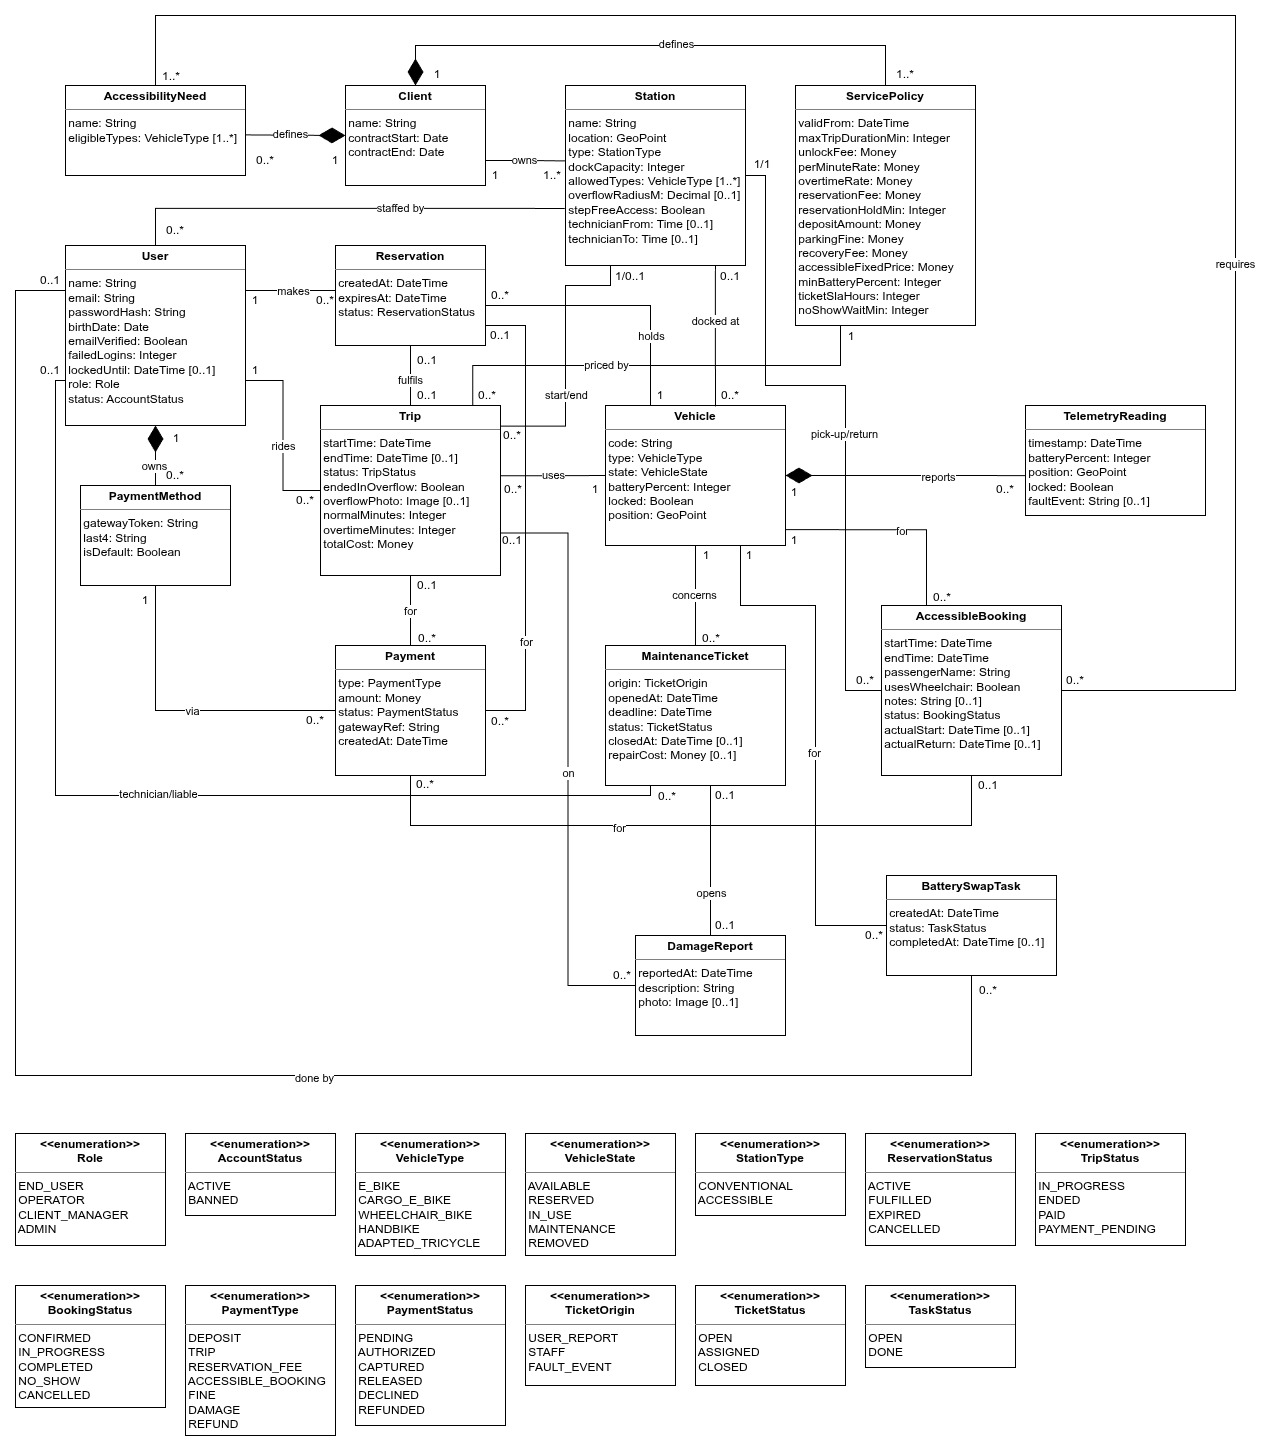 defines
1..*
1
1..*
AccessibilityNeed
name: String
eligibleTypes: VehicleType [1..*]
defines
0..*
1
Client
name: String
contractStart: Date
contractEnd: Date
owns
1
1..*
Station
name: String
location: GeoPoint
type: StationType
dockCapacity: Integer
allowedTypes: VehicleType [1..*]
overflowRadiusM: Decimal [0..1]
stepFreeAccess: Boolean
technicianFrom: Time [0..1]
technicianTo: Time [0..1]
1/1
ServicePolicy
validFrom: DateTime
maxTripDurationMin: Integer
unlockFee: Money
perMinuteRate: Money
overtimeRate: Money
reservationFee: Money
reservationHoldMin: Integer
depositAmount: Money
parkingFine: Money
recoveryFee: Money
accessibleFixedPrice: Money
minBatteryPercent: Integer
ticketSlaHours: Integer
noShowWaitMin: Integer
requires
staffed by
0..*
0..1
User
name: String
email: String
passwordHash: String
birthDate: Date
emailVerified: Boolean
failedLogins: Integer
lockedUntil: DateTime [0..1]
role: Role
status: AccountStatus
0..1
makes
1
0..*
Reservation
createdAt: DateTime
expiresAt: DateTime
status: ReservationStatus
0..*
0..1
1/0..1
0..1
docked at
holds
1
priced by
0..1
fulfils
0..1
0..*
start/end
1
0..*
1
rides
0..*
1
owns
0..*
PaymentMethod
gatewayToken: String
last4: String
isDefault: Boolean
1
Trip
startTime: DateTime
endTime: DateTime [0..1]
status: TripStatus
endedInOverflow: Boolean
overflowPhoto: Image [0..1]
normalMinutes: Integer
overtimeMinutes: Integer
totalCost: Money
0..*
uses
0..*
1
0..1
Vehicle
code: String
type: VehicleType
state: VehicleState
batteryPercent: Integer
locked: Boolean
position: GeoPoint
pick-up/return
reports
1
0..*
TelemetryReading
timestamp: DateTime
batteryPercent: Integer
position: GeoPoint
locked: Boolean
faultEvent: String [0..1]
for
1
0..*
0..1
for
0..*
for
1
concerns
0..*
1
Payment
type: PaymentType
amount: Money
status: PaymentStatus
gatewayRef: String
createdAt: DateTime
via
0..*
0..*
0..*
MaintenanceTicket
origin: TicketOrigin
openedAt: DateTime
deadline: DateTime
status: TicketStatus
closedAt: DateTime [0..1]
repairCost: Money [0..1]
AccessibleBooking
startTime: DateTime
endTime: DateTime
passengerName: String
usesWheelchair: Boolean
notes: String [0..1]
status: BookingStatus
actualStart: DateTime [0..1]
actualReturn: DateTime [0..1]
0..*
0..*
0..1
for
on
technician/liable
0..*
0..1
for
opens
0..1
0..*
DamageReport
reportedAt: DateTime
description: String
photo: Image [0..1]
BatterySwapTask
createdAt: DateTime
status: TaskStatus
completedAt: DateTime [0..1]
0..*
0..*
done by
<<enumeration>>
Role
END_USER
OPERATOR
CLIENT_MANAGER
ADMIN
<<enumeration>>
AccountStatus
ACTIVE
BANNED
<<enumeration>>
VehicleType
E_BIKE
CARGO_E_BIKE
WHEELCHAIR_BIKE
HANDBIKE
ADAPTED_TRICYCLE
<<enumeration>>
VehicleState
AVAILABLE
RESERVED
IN_USE
MAINTENANCE
REMOVED
<<enumeration>>
StationType
CONVENTIONAL
ACCESSIBLE
<<enumeration>>
ReservationStatus
ACTIVE
FULFILLED
EXPIRED
CANCELLED
<<enumeration>>
TripStatus
IN_PROGRESS
ENDED
PAID
PAYMENT_PENDING
<<enumeration>>
BookingStatus
CONFIRMED
IN_PROGRESS
COMPLETED
NO_SHOW
CANCELLED
<<enumeration>>
PaymentType
DEPOSIT
TRIP
RESERVATION_FEE
ACCESSIBLE_BOOKING
FINE
DAMAGE
REFUND
<<enumeration>>
PaymentStatus
PENDING
AUTHORIZED
CAPTURED
RELEASED
DECLINED
REFUNDED
<<enumeration>>
TicketOrigin
USER_REPORT
STAFF
FAULT_EVENT
<<enumeration>>
TicketStatus
OPEN
ASSIGNED
CLOSED
<<enumeration>>
TaskStatus
OPEN
DONE